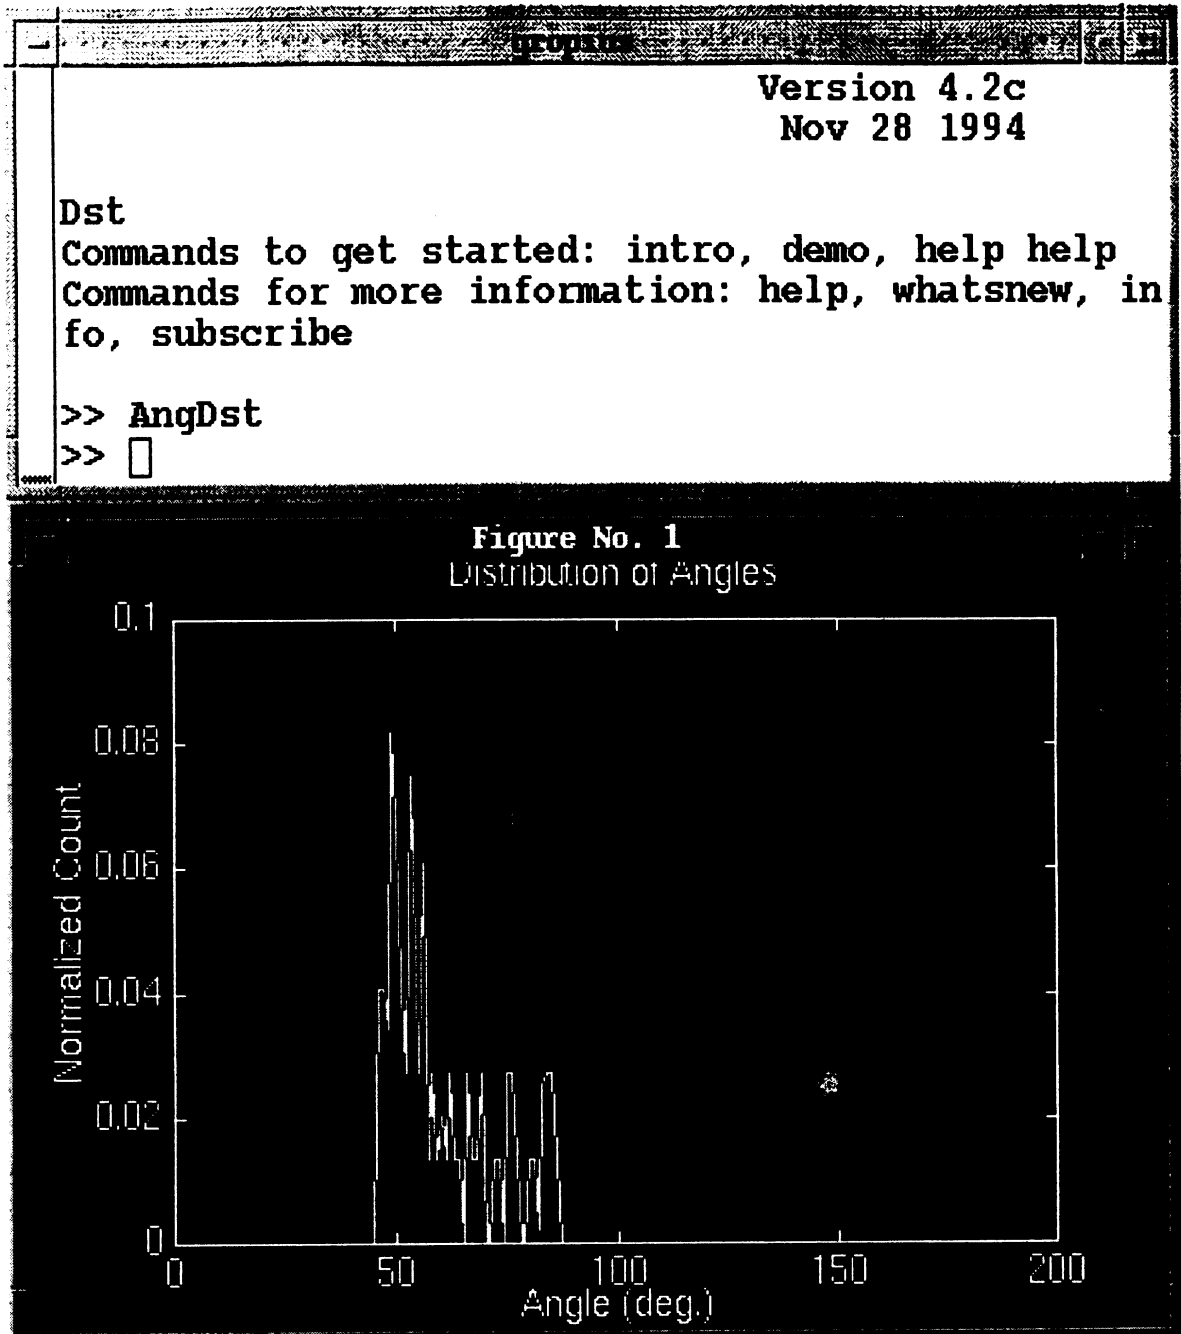 Version 4.2c
Nov 28 1994
Dst
Commands to get started: intro, demo, help help
Commands for more information: help, whatsnew, in
fo, subscribe
>> AngDst
>>
Figure No. 1
Distribution of Angles
0.1
0.08
0.06
0.04
0.02
0
Normalized Count
0
50
100
150
200
Angle (deg.)